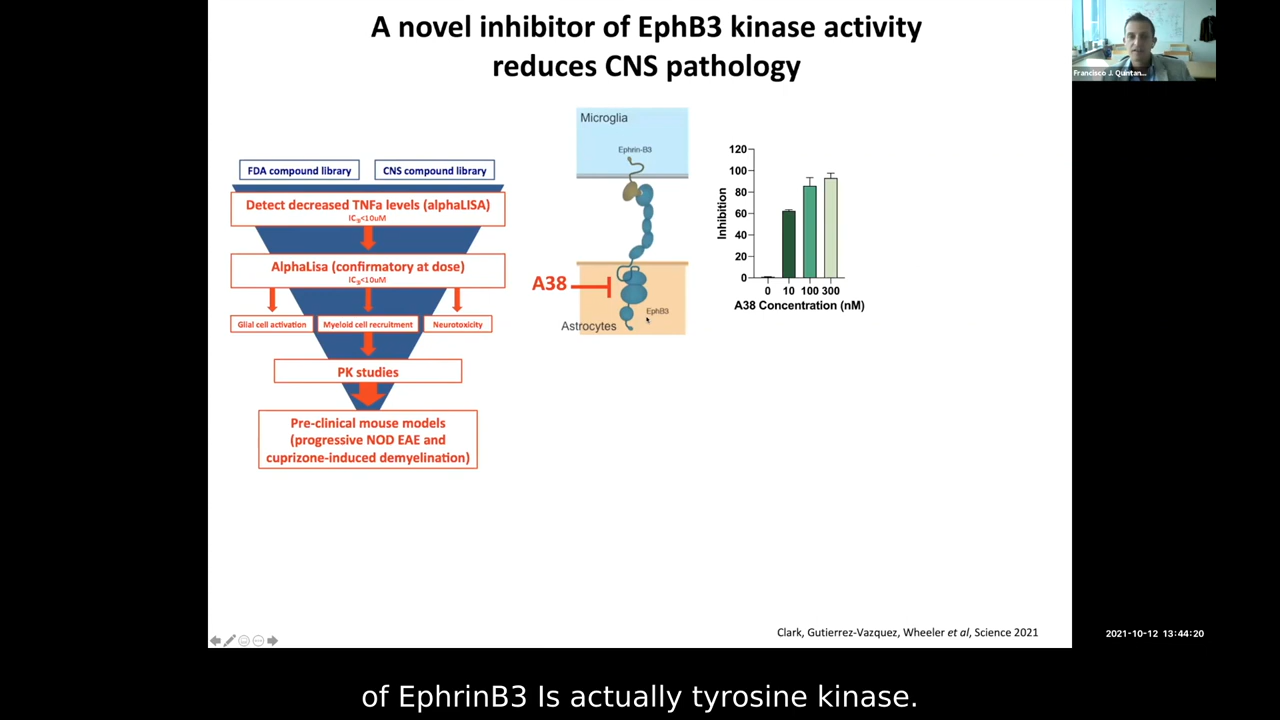 A novel inhibitor of EphB3 kinase activity
reduces CNS pathology
Francisco J. Quintan...
FDA compound library
CNS compound library
Detect decreased TNFa levels (alphaLISA)
IC₅₀<10uM
AlphaLisa (confirmatory at dose)
IC₅₀<10uM
Glial cell activation
Myeloid cell recruitment
Neurotoxicity
PK studies
Pre-clinical mouse models
(progressive NOD EAE and
cuprizone-induced demyelination)
Microglia
Ephrin-B3
A38
EphB3
Astrocytes
Inhibition
120
100
80
60
40
20
0
0 10 100 300
A38 Concentration (nM)
Clark, Gutierrez-Vazquez, Wheeler et al, Science 2021
2021-10-12 13:44:20
of EphrinB3 Is actually tyrosine kinase.